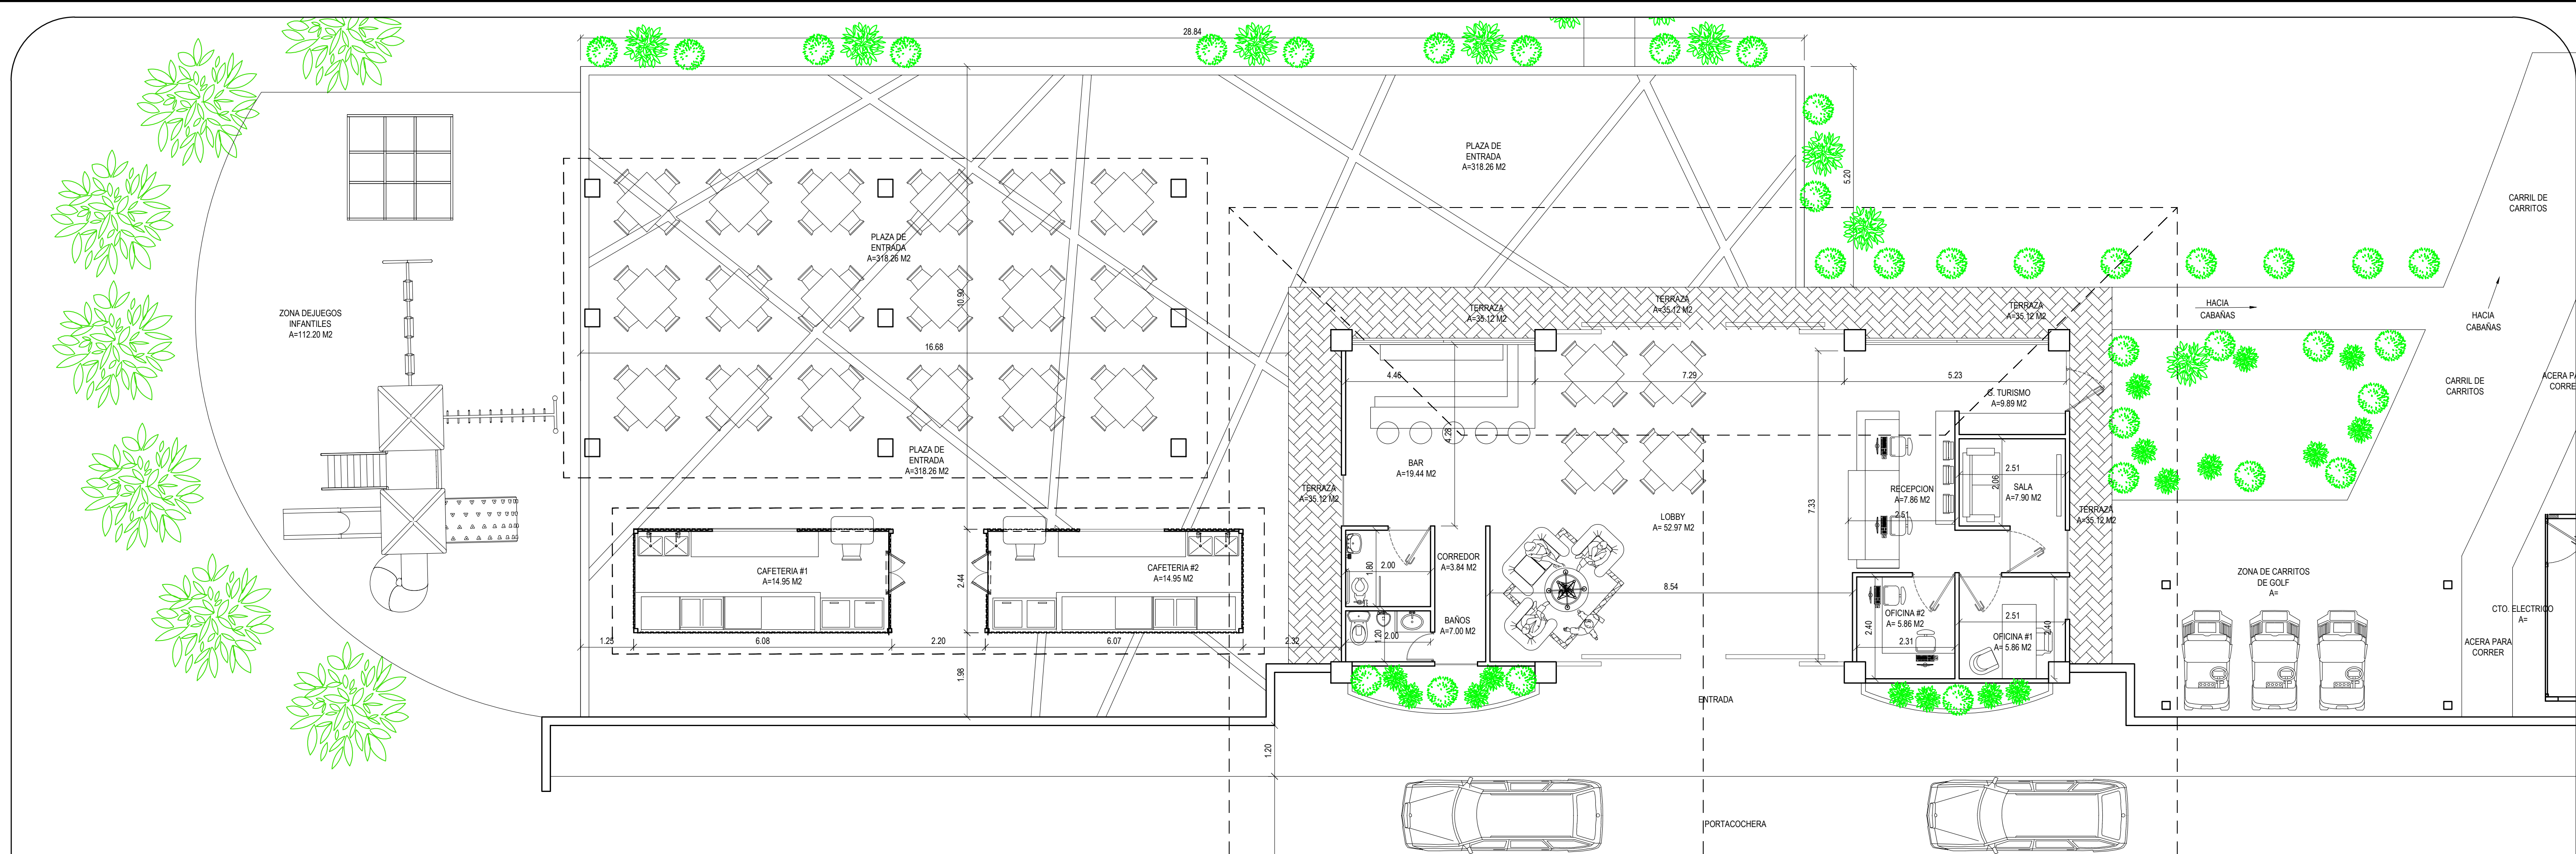 28.84
PLAZA DE
ENTRADA
A=318.26 M2
5.20
CARRIL DE
CARRITOS
PLAZA DE
ENTRADA
A=318.26 M2
10.90
ZONA DEJUEGOS
INFANTILES
A=112.20 M2
TERRAZA
A=35.12 M2
TERRAZA
A=35.12 M2
TERRAZA
A=35.12 M2
HACIA
CABAÑAS
HACIA
CABAÑAS
16.68
4.46
7.29
5.23
CARRIL DE
CARRITOS
ACERA PA
CORRE
G. TURISMO
A=9.89 M2
4.28
PLAZA DE
ENTRADA
A=318.26 M2
BAR
A=19.44 M2
TERRAZA
A=35.12 M2
LOBBY
A= 52.97 M2
7.33
RECEPCION
A=7.86 M2
2.51
2.51
2.06
SALA
A=7.90 M2
TERRAZA
A=35.12 M2
CAFETERIA #1
A=14.95 M2
CAFETERIA #2
A=14.95 M2
2.44
1.80
2.00
CORREDOR
A=3.84 M2
8.54
ZONA DE CARRITOS
DE GOLF
A=
CTO. ELECTRICO
A=
BAÑOS
A=7.00 M2
1.20
2.00
OFICINA #2
A= 5.86 M2
2.40
2.31
2.51
OFICINA #1
A= 5.86 M2
2.40
ACERA PARA
CORRER
1.25
6.08
2.20
6.07
2.32
1.98
ENTRADA
1.20
PORTACOCHERA